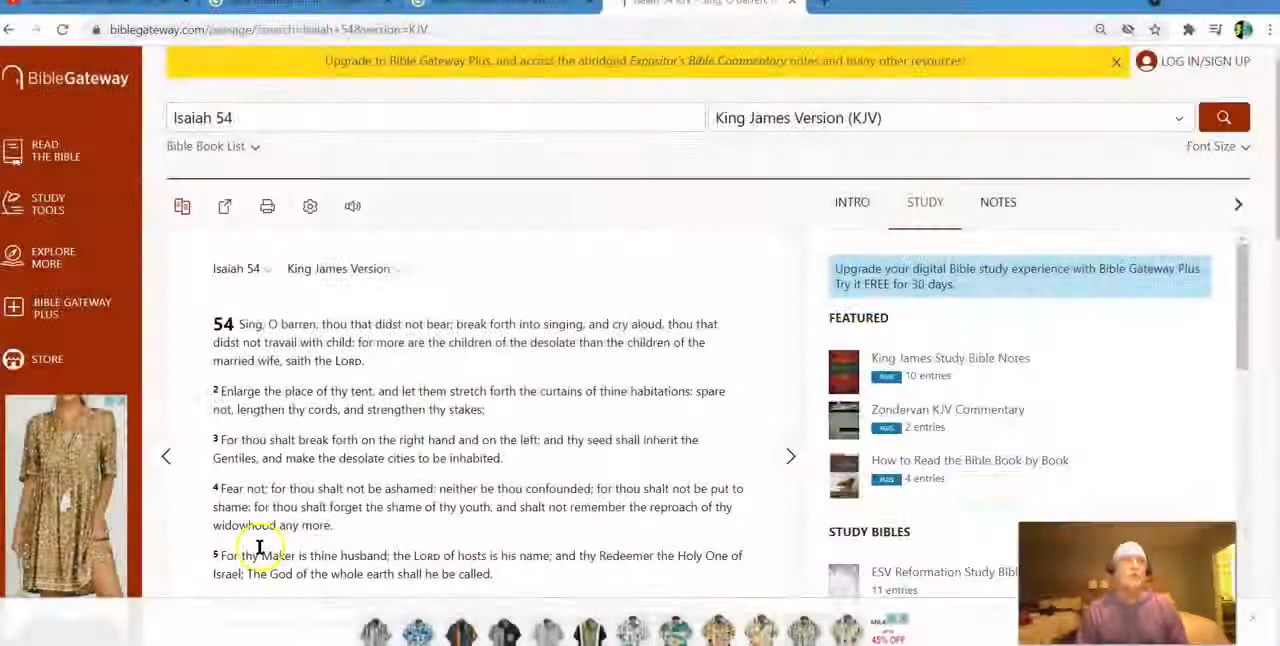 biblegateway.com/passage/?search=Isaiah+54&version=KJV
Upgrade to Bible Gateway Plus, and access the abridged Expositor's Bible Commentary notes and many other resources!
LOG IN/SIGN UP
BibleGateway
Isaiah 54
King James Version (KJV)
Bible Book List
Font Size
READ
THE BIBLE
STUDY
TOOLS
EXPLORE
MORE
BIBLE GATEWAY
PLUS
STORE
INTRO
STUDY
NOTES
Isaiah 54
King James Version
54 Sing, O barren, thou that didst not bear; break forth into singing, and cry aloud, thou that
didst not travail with child: for more are the children of the desolate than the children of the
married wife, saith the LORD.
2 Enlarge the place of thy tent, and let them stretch forth the curtains of thine habitations: spare
not, lengthen thy cords, and strengthen thy stakes;
3 For thou shalt break forth on the right hand and on the left; and thy seed shall inherit the
Gentiles, and make the desolate cities to be inhabited.
4 Fear not; for thou shalt not be ashamed: neither be thou confounded; for thou shalt not be put to
shame: for thou shalt forget the shame of thy youth, and shalt not remember the reproach of thy
widowhood any more.
5 For thy Maker is thine husband; the LORD of hosts is his name; and thy Redeemer the Holy One of
Israel; The God of the whole earth shall he be called.
Upgrade your digital Bible study experience with Bible Gateway Plus
Try it FREE for 30 days.
FEATURED
King James Study Bible Notes
PLUS 10 entries
Zondervan KJV Commentary
PLUS 2 entries
How to Read the Bible Book by Book
PLUS 4 entries
STUDY BIBLES
ESV Reformation Study Bibl
11 entries
45% OFF